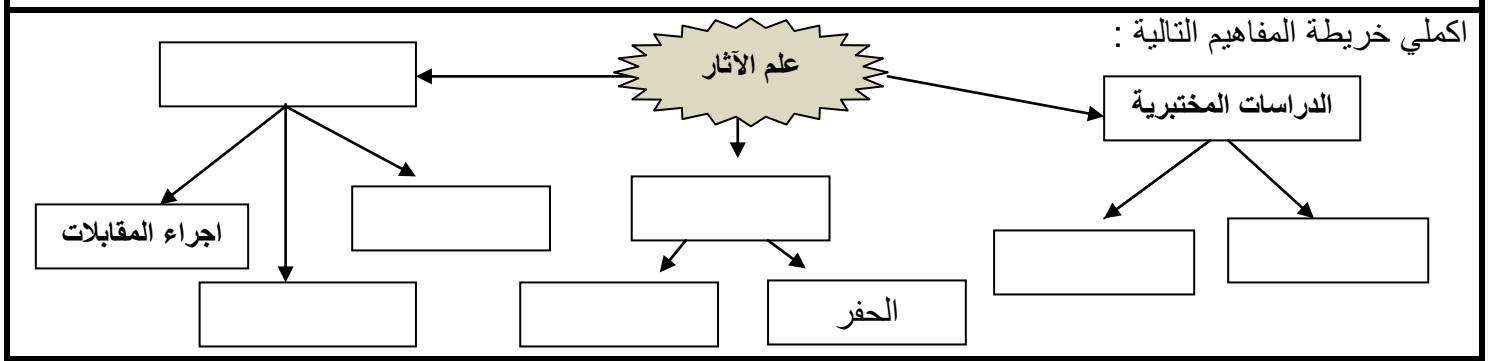 اكملي خريطة المفاهيم التالية :
علم الآثار
الدراسات المختبرية
اجراء المقابلات
الحفر